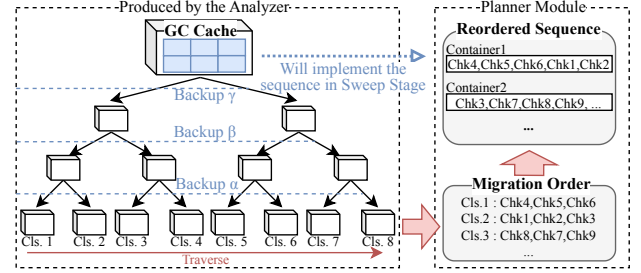 Produced by the Analyzer
GC Cache
Will implement the
sequence in Sweep Stage
Backup γ
Backup β
Backup α
Cls. 1 Cls. 2 Cls. 3 Cls. 4 Cls. 5 Cls. 6 Cls. 7 Cls. 8
Traverse
Planner Module
Reordered Sequence
Container1
Chk4,Chk5,Chk6,Chk1,Chk2
Container2
Chk3,Chk7,Chk8,Chk9, ...
...
Migration Order
Cls.1 : Chk4,Chk5,Chk6
Cls.2 : Chk1,Chk2,Chk3
Cls.3 : Chk8,Chk7,Chk9
...